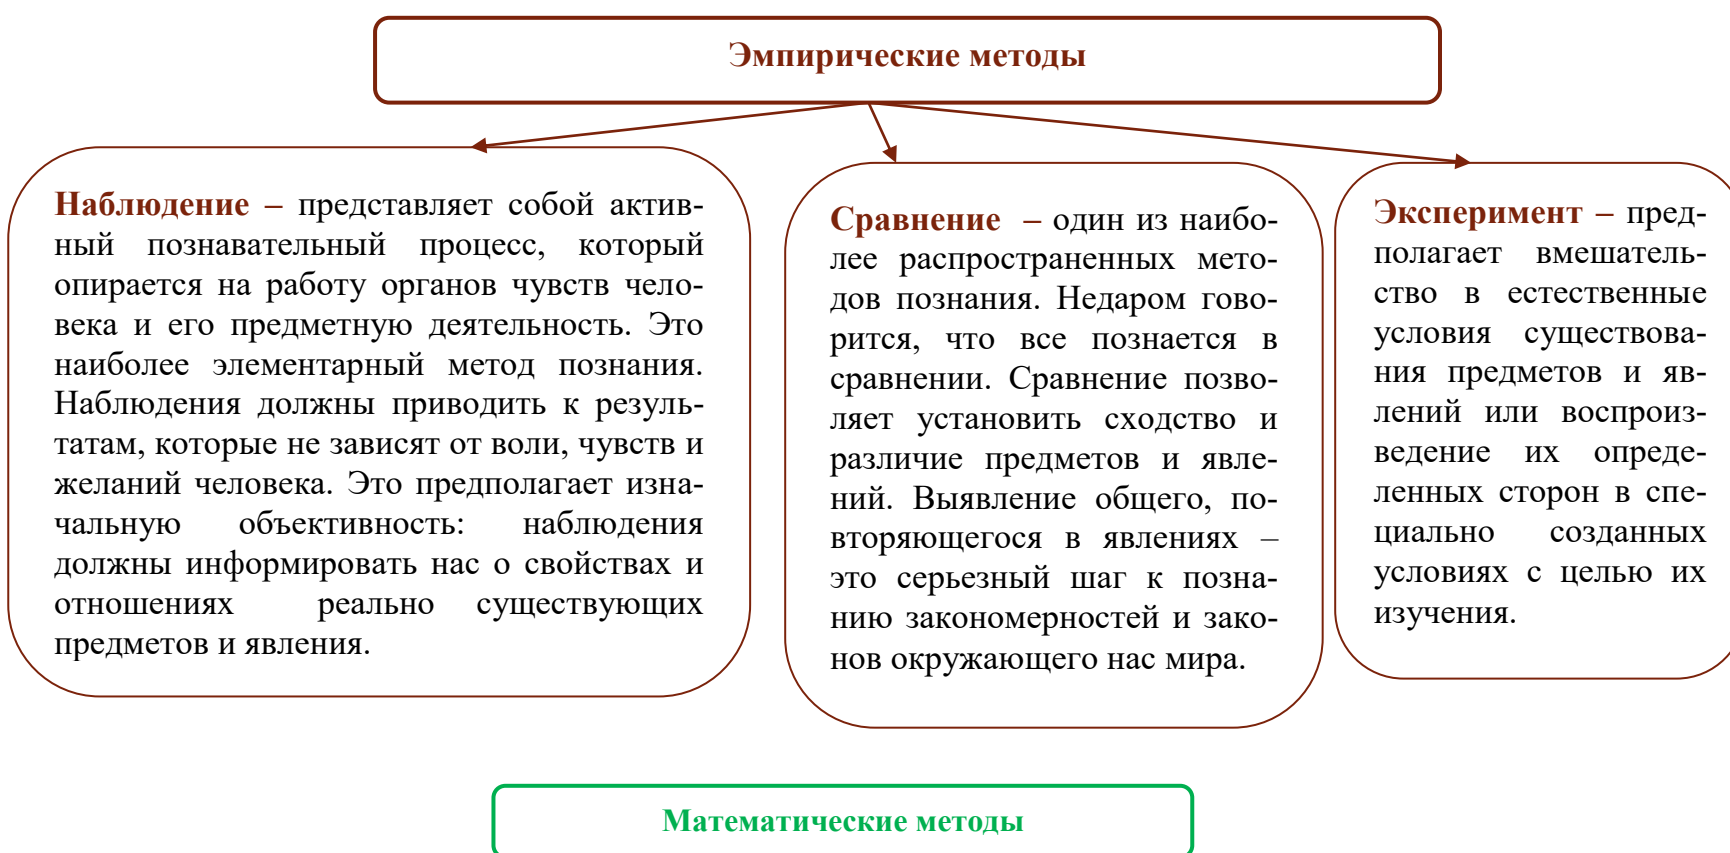 Эмпирические методы
Наблюдение – представляет собой актив-
ный познавательный процесс, который
опирается на работу органов чувств чело-
века и его предметную деятельность. Это
наиболее элементарный метод познания.
Наблюдения должны приводить к резуль-
татам, которые не зависят от воли, чувств и
желаний человека. Это предполагает изна-
чальную объективность: наблюдения
должны информировать нас о свойствах и
отношениях реально существующих
предметов и явления.
Сравнение – один из наибо-
лее распространенных мето-
дов познания. Недаром гово-
рится, что все познается в
сравнении. Сравнение позво-
ляет установить сходство и
различие предметов и явле-
ний. Выявление общего, по-
вторяющегося в явлениях –
это серьезный шаг к позна-
нию закономерностей и зако-
нов окружающего нас мира.
Эксперимент – пред-
полагает вмешатель-
ство в естественные
условия существова-
ния предметов и яв-
лений или воспроиз-
ведение их опреде-
ленных сторон в спе-
циально созданных
условиях с целью их
изучения.
Математические методы